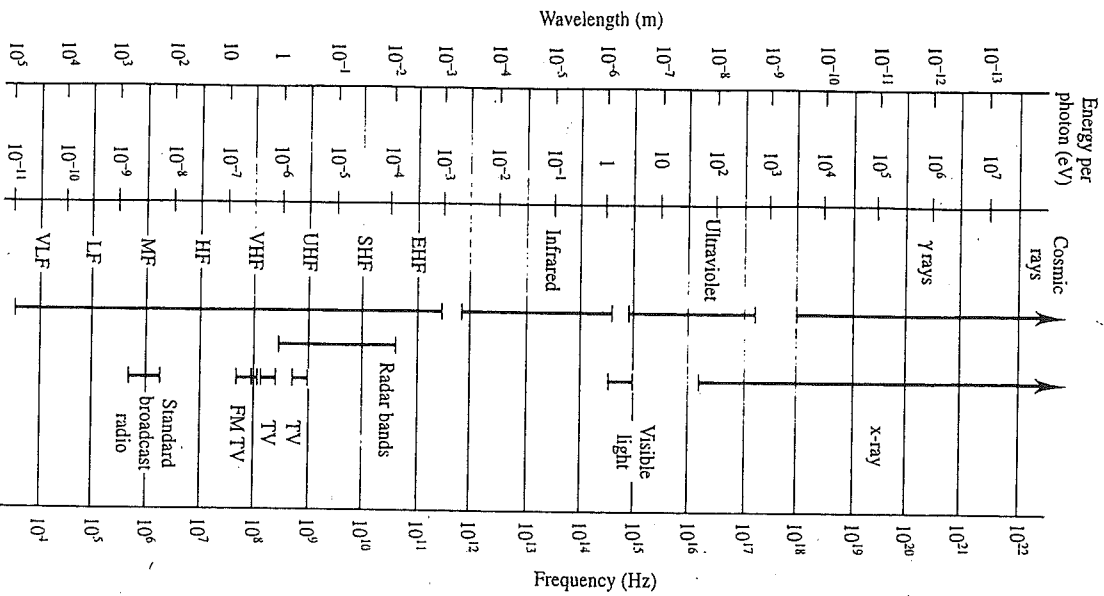 Wavelength (m)
10⁵ 10⁴ 10³ 10² 10 1 10⁻¹ 10⁻² 10⁻³ 10⁻⁴ 10⁻⁵ 10⁻⁶ 10⁻⁷ 10⁻⁸ 10⁻⁹ 10⁻¹⁰ 10⁻¹¹ 10⁻¹² 10⁻¹³
Energy per
photon (eV)
10⁻¹¹ 10⁻¹⁰ 10⁻⁹ 10⁻⁸ 10⁻⁷ 10⁻⁶ 10⁻⁵ 10⁻⁴ 10⁻³ 10⁻² 10⁻¹ 1 10 10² 10³ 10⁴ 10⁵ 10⁶ 10⁷
VLF
LF
MF
HF
VHF
UHF
SHF
EHF
Infrared
Ultraviolet
γ rays
Cosmic
rays
Standard
broadcast
radio
FM TV
TV
TV
Radar bands
Visible
light
x-ray
10⁴ 10⁵ 10⁶ 10⁷ 10⁸ 10⁹ 10¹⁰ 10¹¹ 10¹² 10¹³ 10¹⁴ 10¹⁵ 10¹⁶ 10¹⁷ 10¹⁸ 10¹⁹ 10²⁰ 10²¹ 10²²
Frequency (Hz)